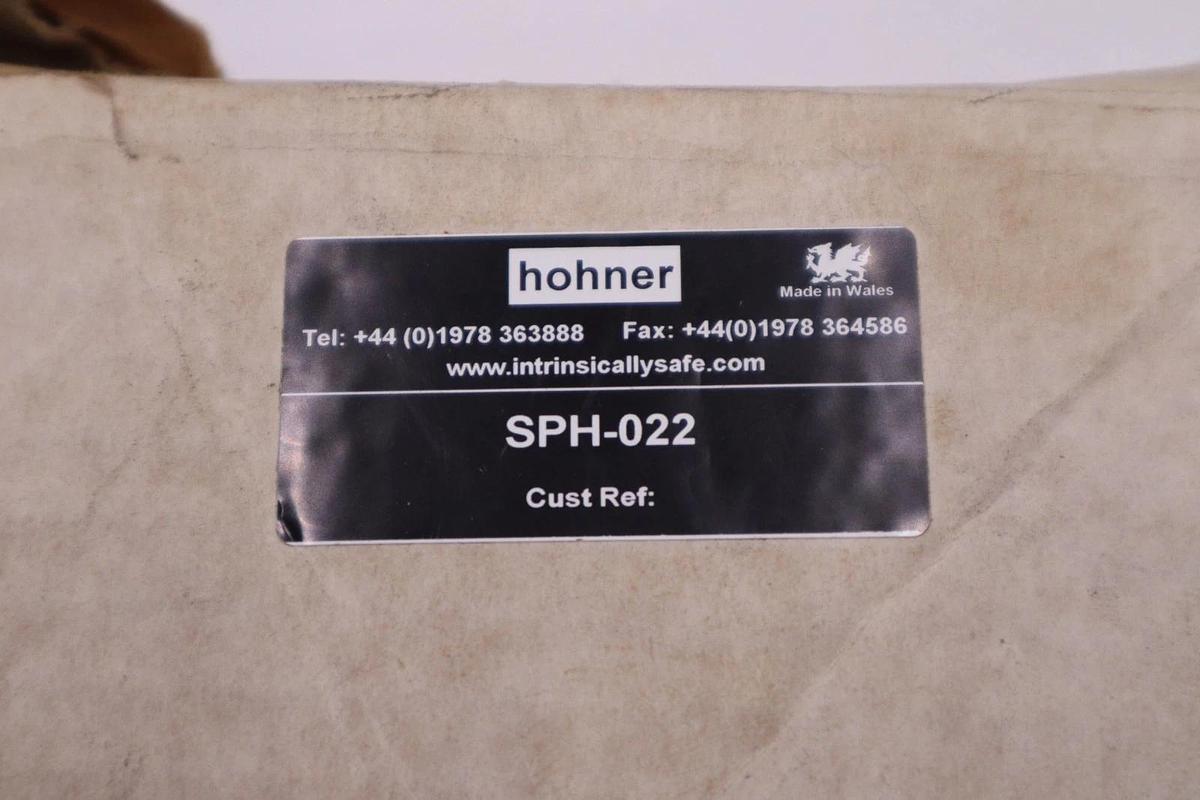 hohner
Made in Wales
Tel: +44 (0)1978 363888 Fax: +44(0)1978 364586
www.intrinsicallysafe.com
SPH-022
Cust Ref: